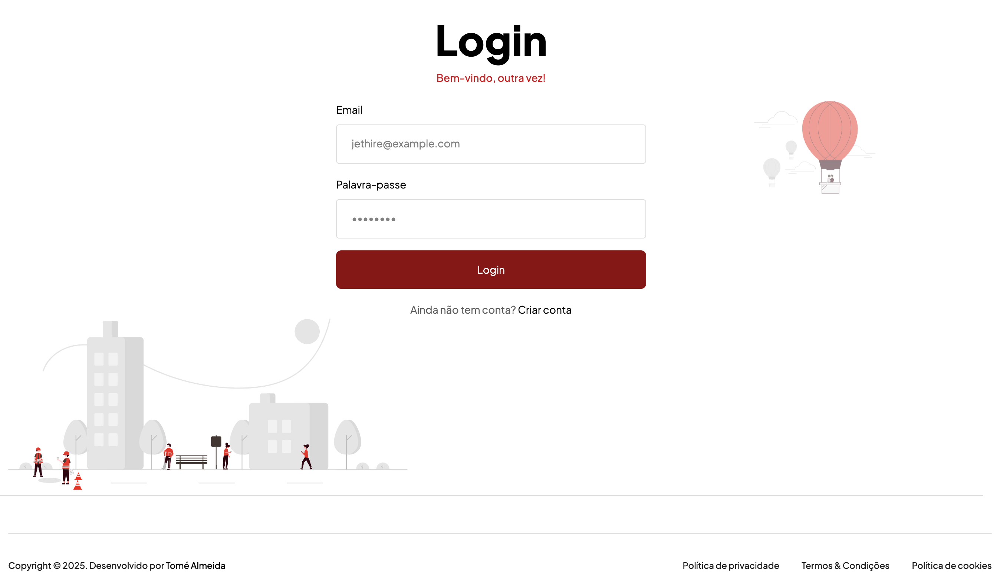 Login
Bem-vindo, outra vez!
Email
jethire@example.com
Palavra-passe
••••••••
Login
Ainda não tem conta? Criar conta
Copyright © 2025. Desenvolvido por Tomé Almeida
Política de privacidade
Termos & Condições
Política de cookies